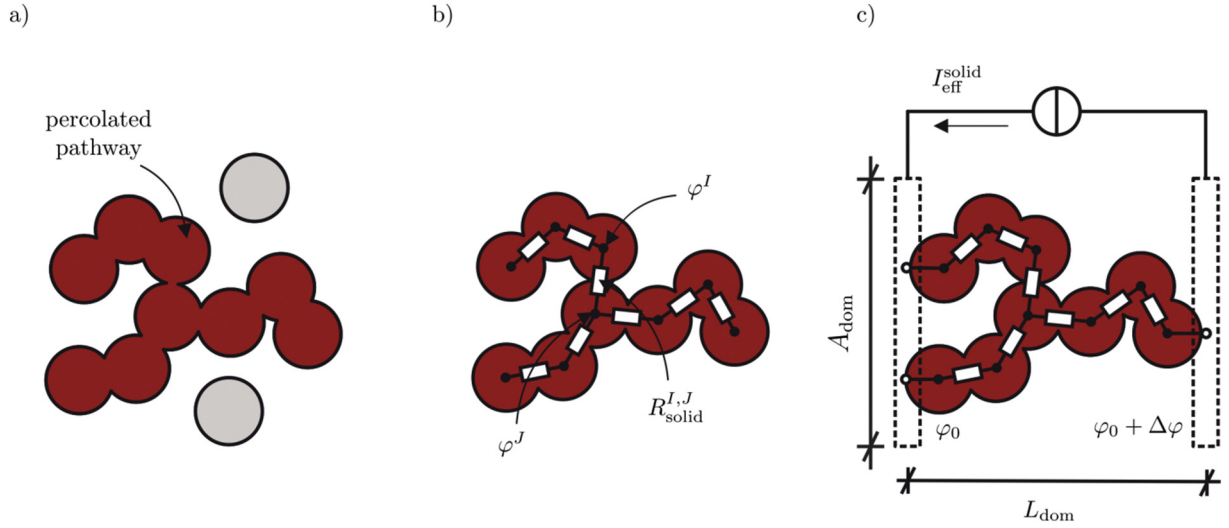 a)
percolated
pathway
b)
φ^I
φ^J
R_solid^{I,J}
c)
I_eff^solid
A_dom
φ_0
φ_0 + Δφ
L_dom